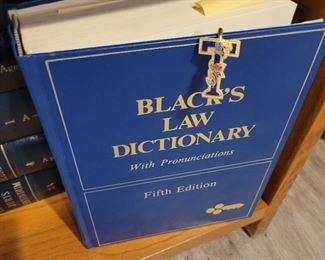 BLACK'S
LAW
DICTIONARY
With Pronunciations
Fifth Edition